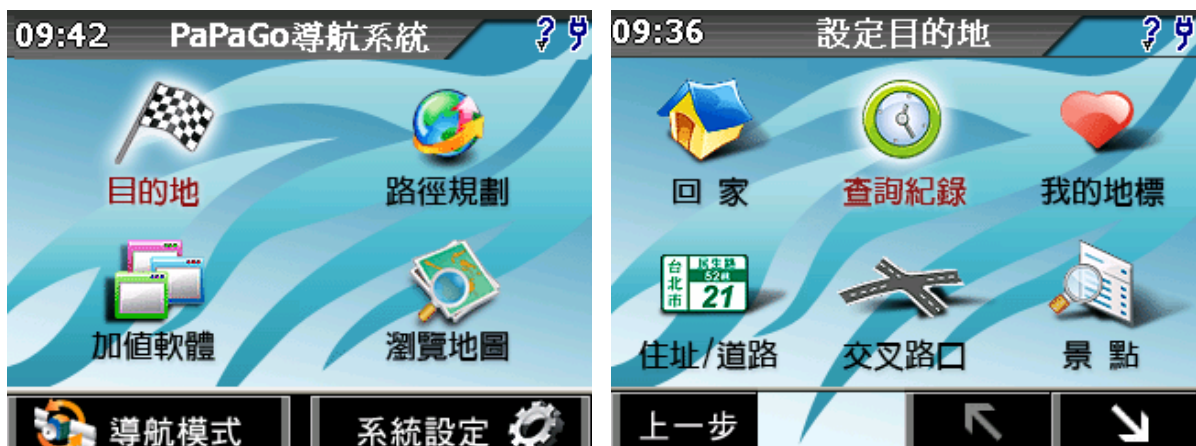 09:42 PaPaGo導航系統
目的地 路徑規劃
加值軟體 瀏覽地圖
導航模式 系統設定
09:36 設定目的地
回 家 查詢紀錄 我的地標
台北市 民生路 52巷 21
住址/道路 交叉路口 景 點
上一步